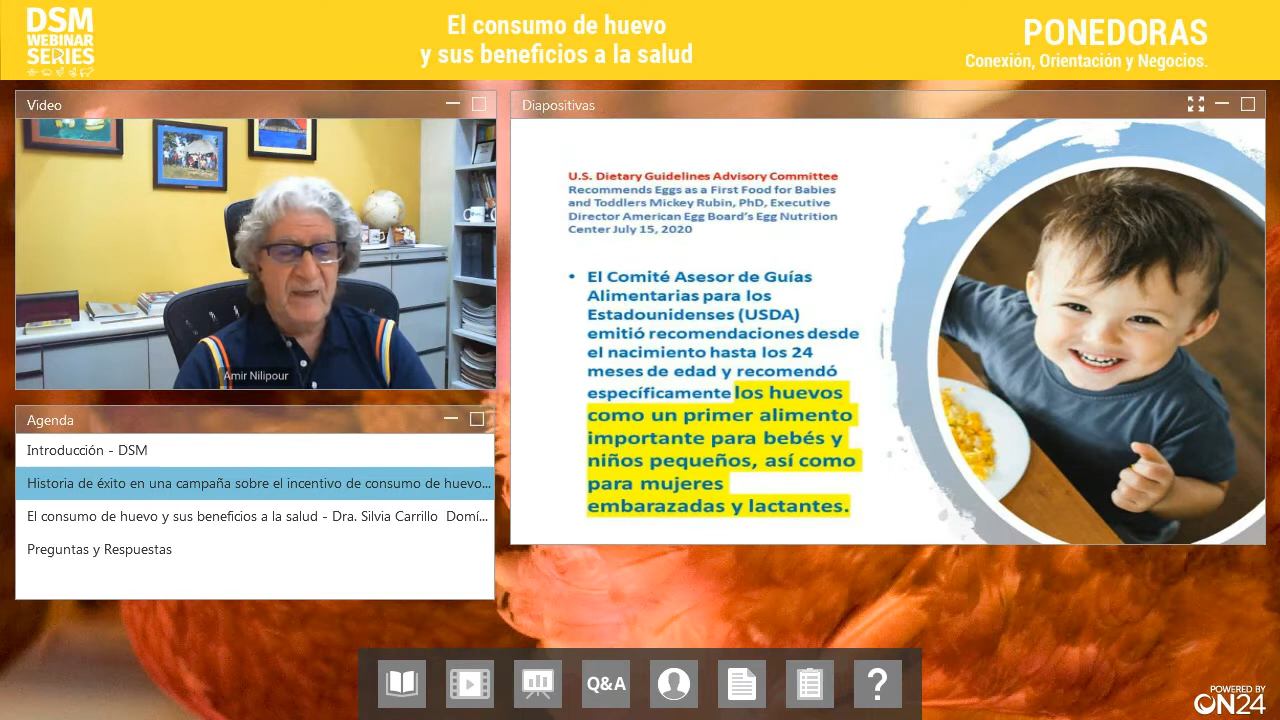 DSM
WEBINAR
SERIES
El consumo de huevo
y sus beneficios a la salud
PONEDORAS
Conexión, Orientación y Negocios.
Video
Amir Nilipour
Agenda
Introducción - DSM
Historia de éxito en una campaña sobre el incentivo de consumo de huevo...
El consumo de huevo y sus beneficios a la salud - Dra. Silvia Carrillo Domí...
Preguntas y Respuestas
Diapositivas
U.S. Dietary Guidelines Advisory Committee
Recommends Eggs as a First Food for Babies
and Toddlers Mickey Rubin, PhD, Executive
Director American Egg Board's Egg Nutrition
Center July 15, 2020
• El Comité Asesor de Guías
Alimentarias para los
Estadounidenses (USDA)
emitió recomendaciones desde
el nacimiento hasta los 24
meses de edad y recomendó
específicamente los huevos
como un primer alimento
importante para bebés y
niños pequeños, así como
para mujeres
embarazadas y lactantes.
Q&A
?
POWERED BY
ON24